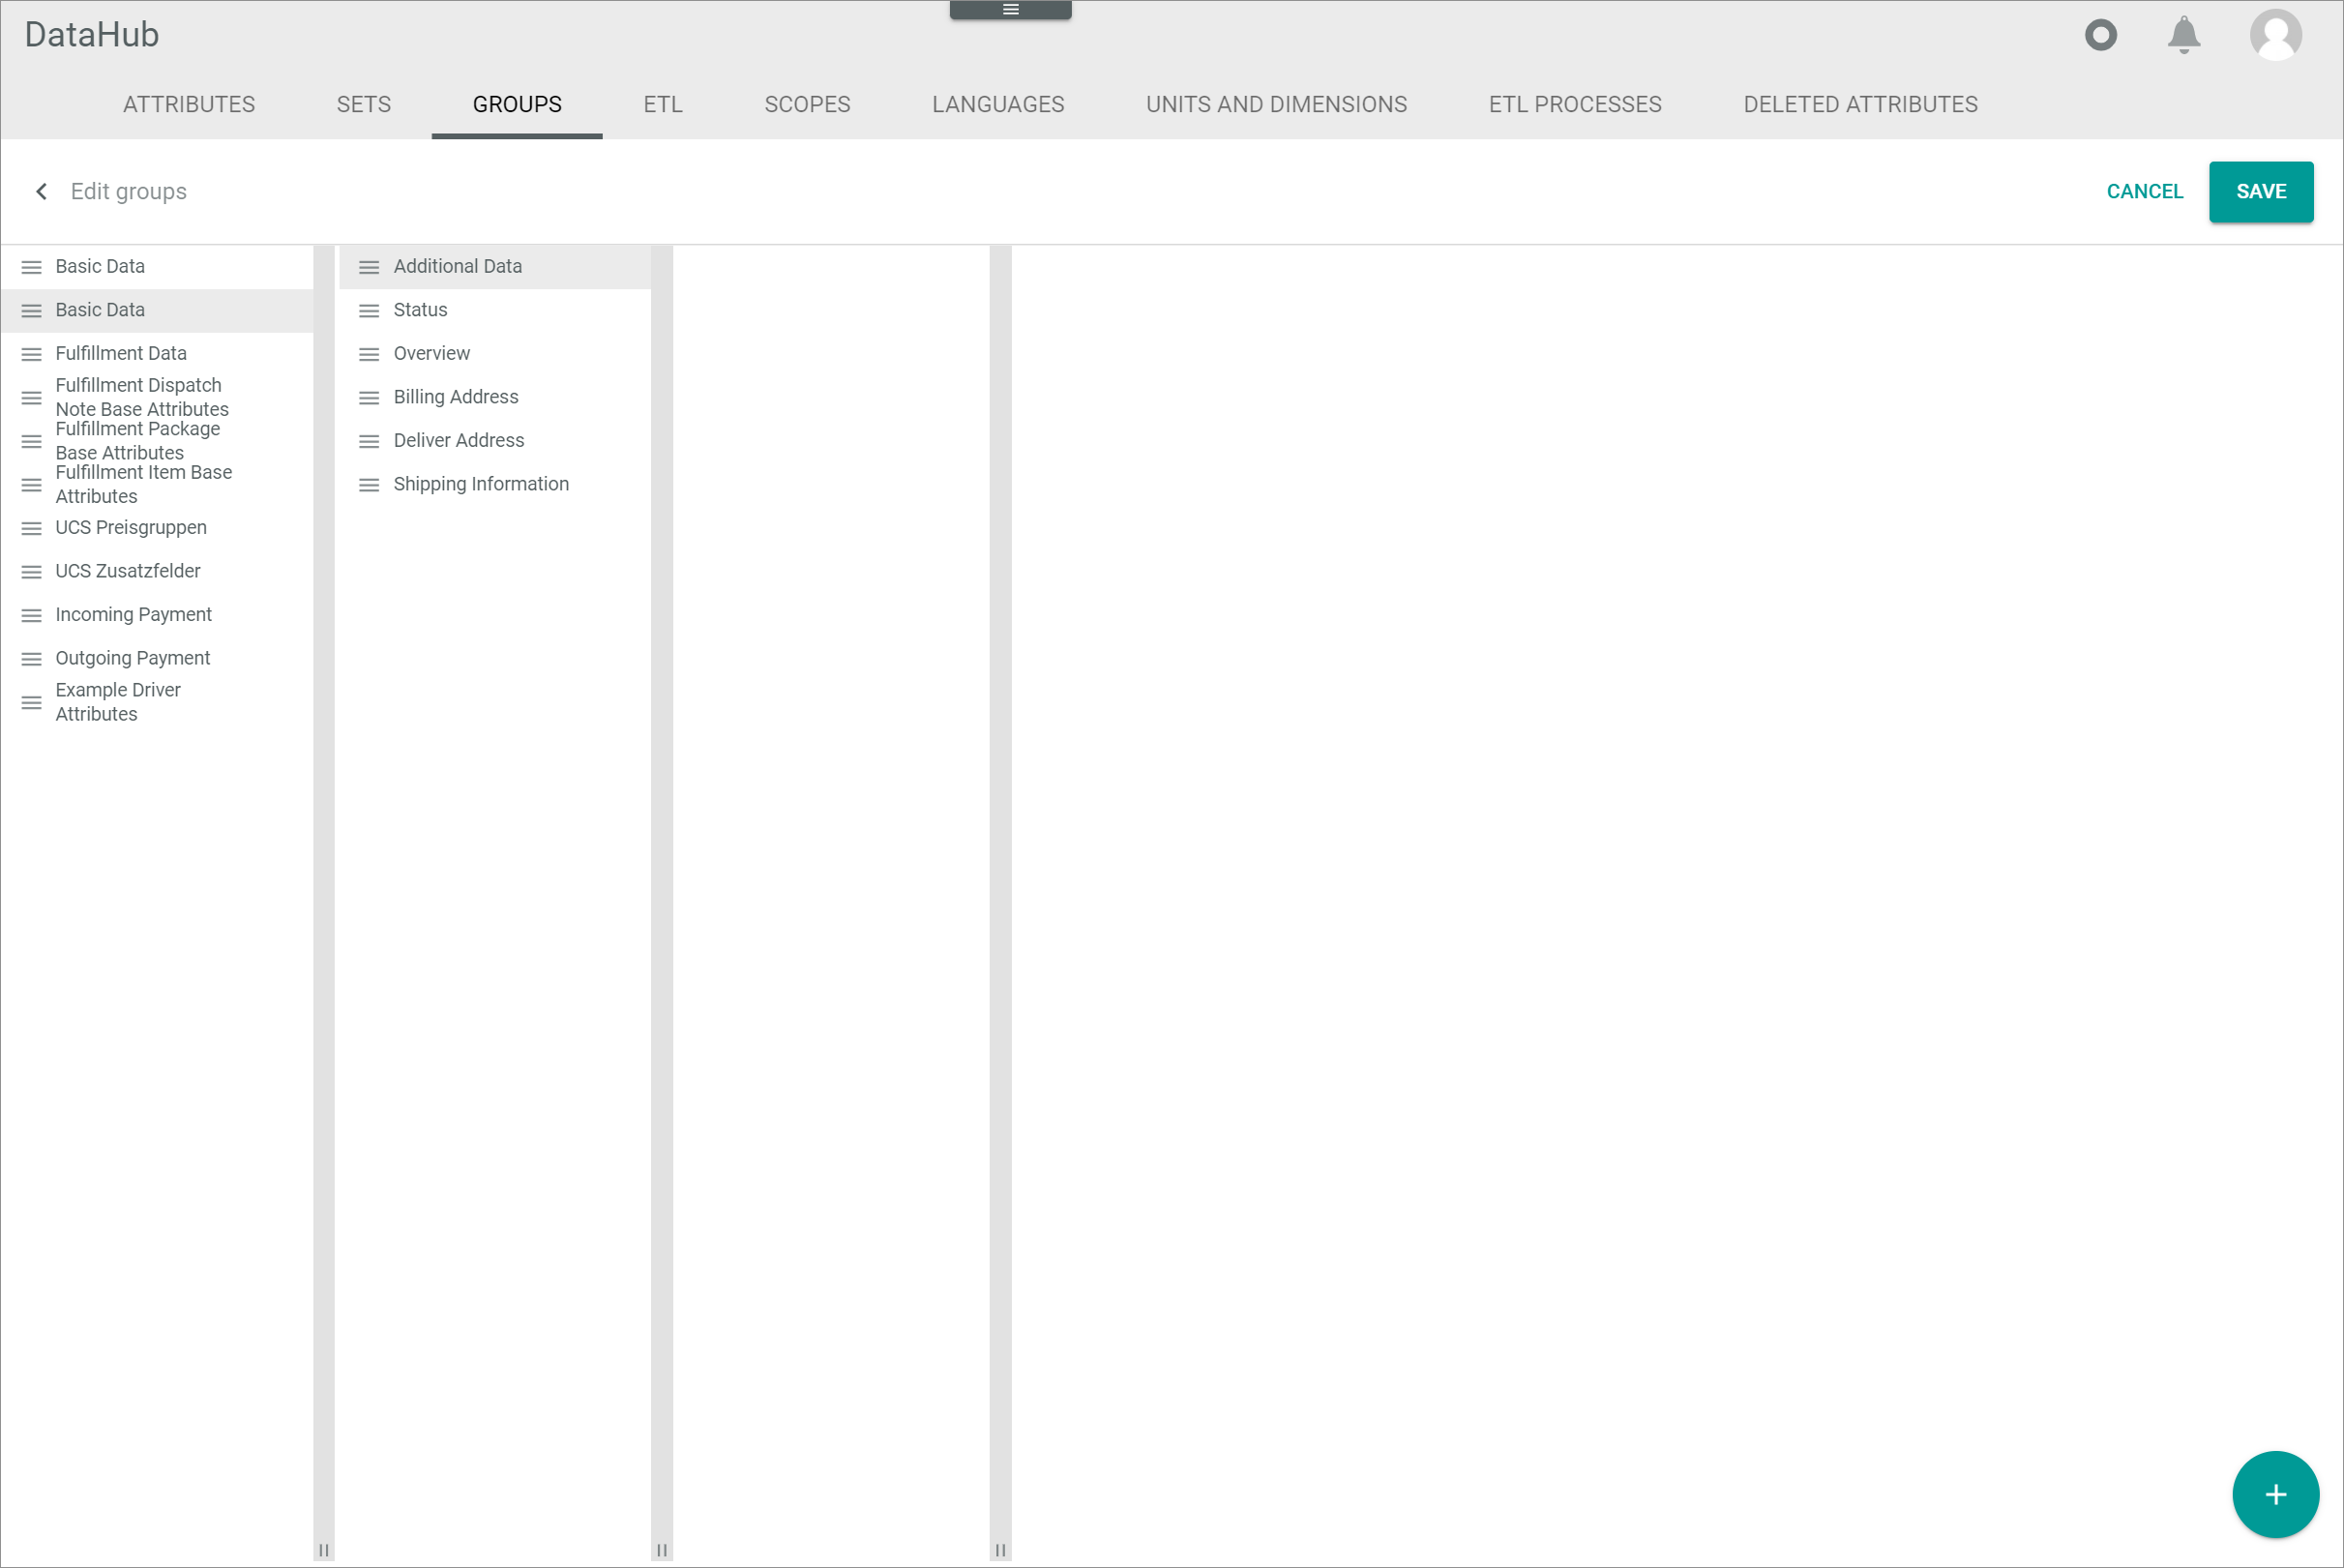 DataHub
ATTRIBUTES SETS GROUPS ETL SCOPES LANGUAGES UNITS AND DIMENSIONS ETL PROCESSES DELETED ATTRIBUTES
Edit groups
CANCEL SAVE
Basic Data
Basic Data
Fulfillment Data
Fulfillment Dispatch
Note Base Attributes
Fulfillment Package
Base Attributes
Fulfillment Item Base
Attributes
UCS Preisgruppen
UCS Zusatzfelder
Incoming Payment
Outgoing Payment
Example Driver
Attributes
Additional Data
Status
Overview
Billing Address
Deliver Address
Shipping Information